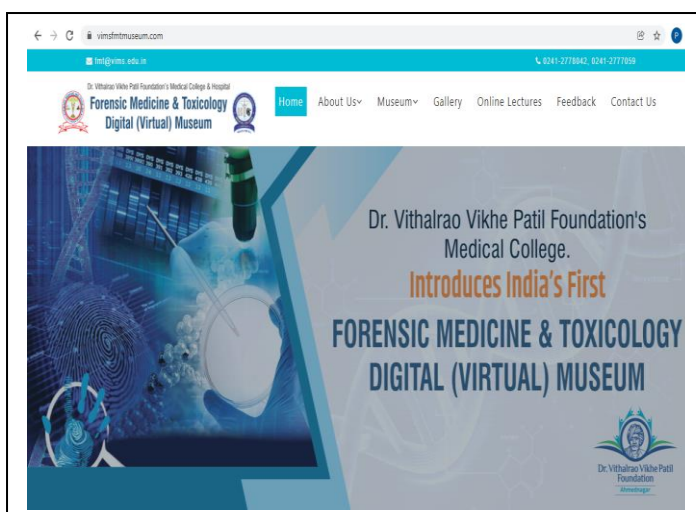 vimsfmtmuseum.com
P
fmt@vims.edu.in
0241-2778042, 0241-2777059
Dr. Vithalrao Vikhe Patil Foundation's Medical College & Hospital
Forensic Medicine & Toxicology
Digital (Virtual) Museum
Home About Us Museum Gallery Online Lectures Feedback Contact Us
Dr. Vithalrao Vikhe Patil Foundation's
Medical College.
Introduces India's First
FORENSIC MEDICINE & TOXICOLOGY
DIGITAL (VIRTUAL) MUSEUM
Dr. Vithalrao Vikhe Patil
Foundation
Ahmednagar